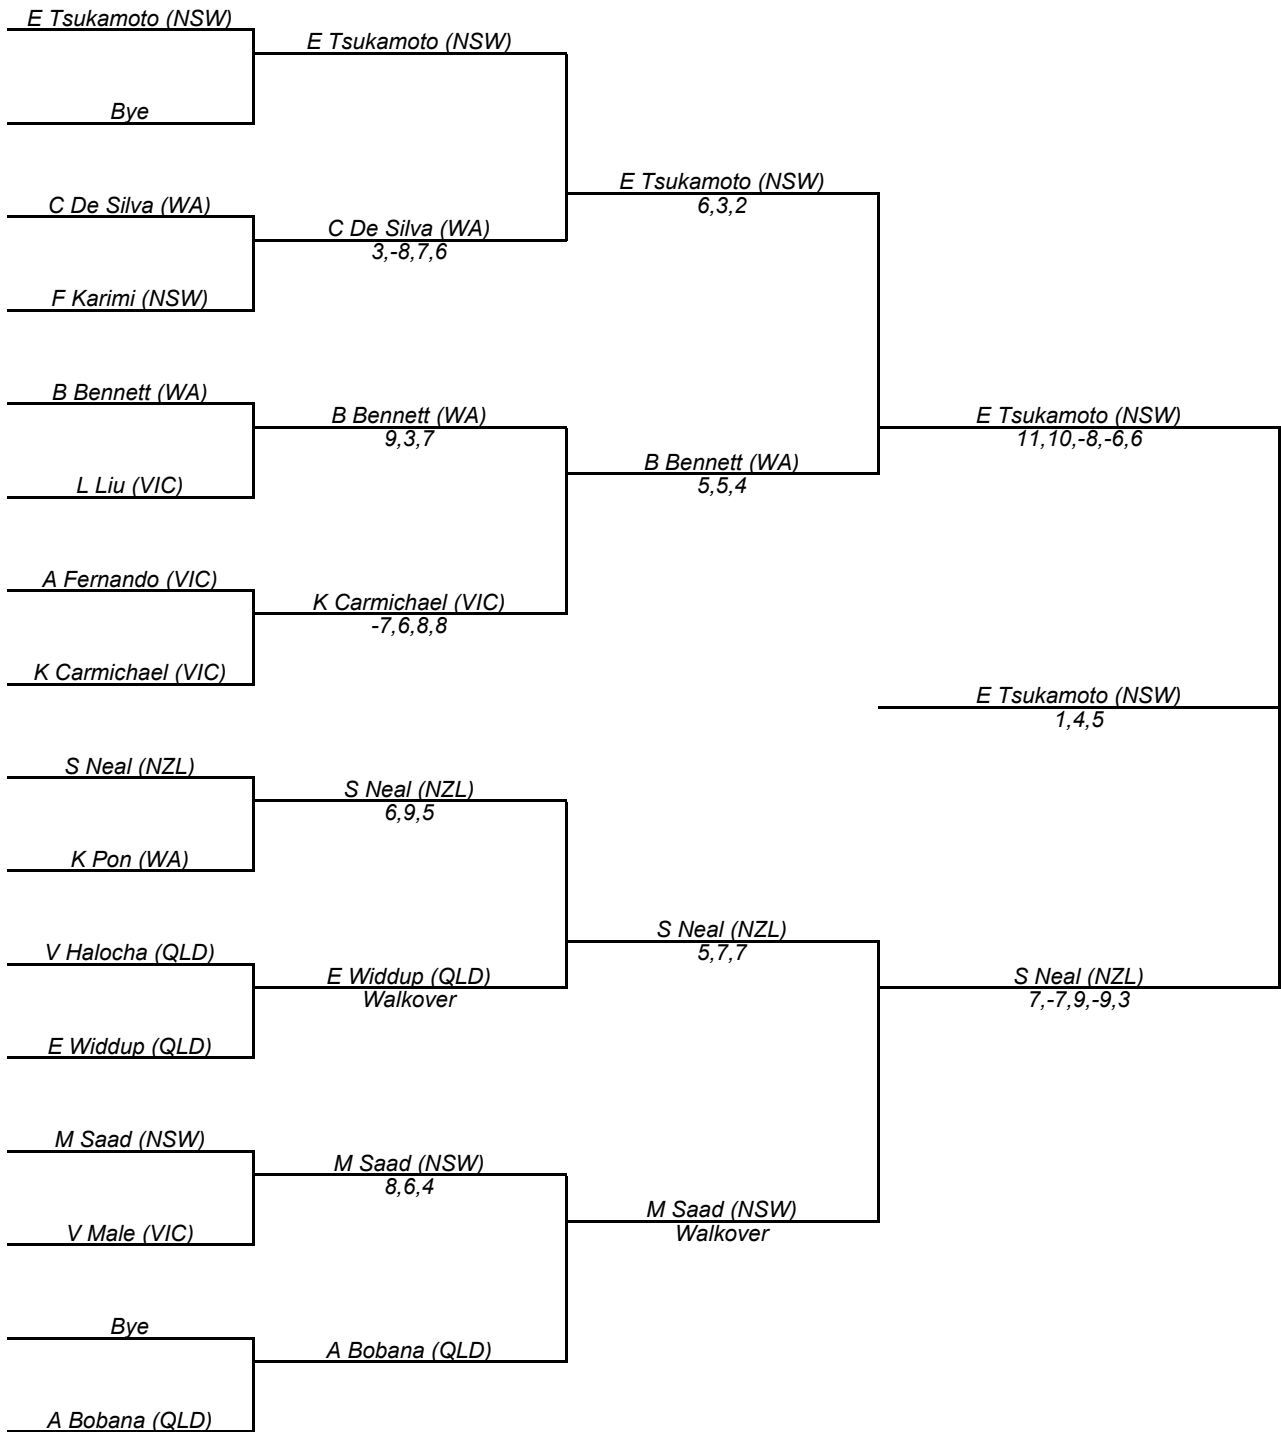 E Tsukamoto (NSW)
Bye
C De Silva (WA)
F Karimi (NSW)
B Bennett (WA)
L Liu (VIC)
A Fernando (VIC)
K Carmichael (VIC)
S Neal (NZL)
K Pon (WA)
V Halocha (QLD)
E Widdup (QLD)
M Saad (NSW)
V Male (VIC)
Bye
A Bobana (QLD)
E Tsukamoto (NSW)
C De Silva (WA)
3,-8,7,6
B Bennett (WA)
9,3,7
K Carmichael (VIC)
-7,6,8,8
S Neal (NZL)
6,9,5
E Widdup (QLD)
Walkover
M Saad (NSW)
8,6,4
A Bobana (QLD)
E Tsukamoto (NSW)
6,3,2
B Bennett (WA)
5,5,4
S Neal (NZL)
5,7,7
M Saad (NSW)
Walkover
E Tsukamoto (NSW)
11,10,-8,-6,6
E Tsukamoto (NSW)
1,4,5
S Neal (NZL)
7,-7,9,-9,3